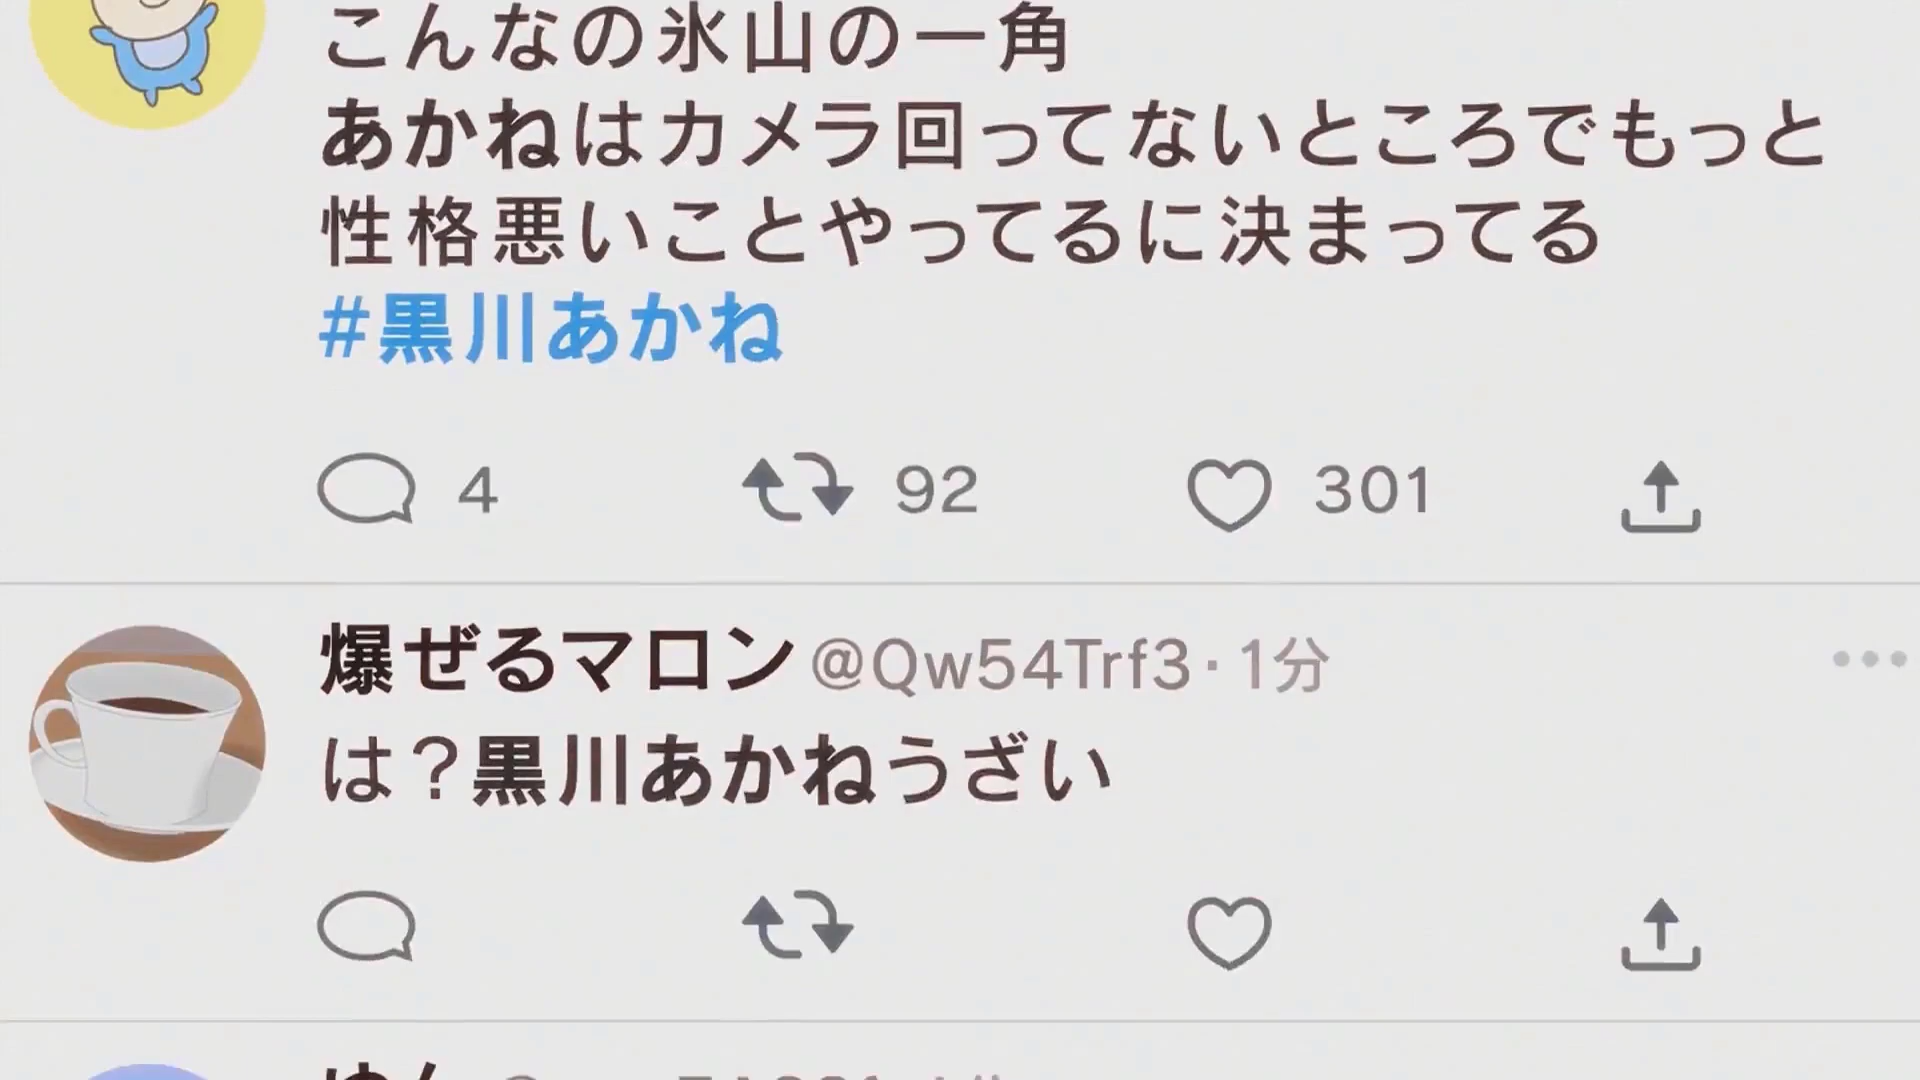 こんなの氷山の一角
あかねはカメラ回ってないところでもっと
性格悪いことやってるに決まってる
#黒川あかね
4 92 301
爆ぜるマロン @Qw54Trf3・1分
は？黒川あかねうざい